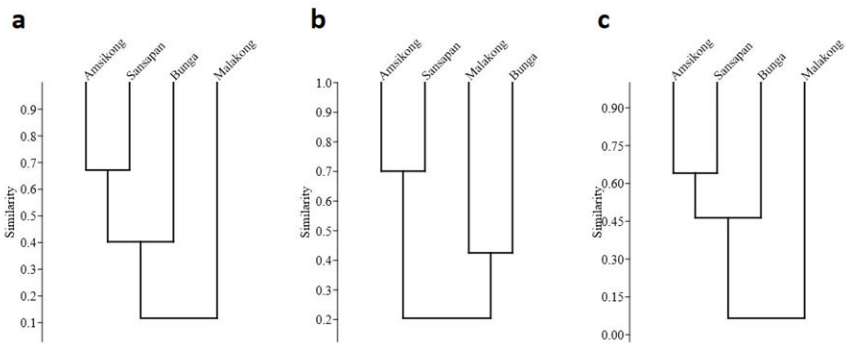 a
Amsikong
Sansapan
Bunga
Malakong
0.9
0.8
0.7
0.6
0.5
0.4
0.3
0.2
0.1
Similarity
b
Amsikong
Sansapan
Malakong
Bunga
1.0
0.9
0.8
0.7
0.6
0.5
0.4
0.3
0.2
Similarity
c
Amsikong
Sansapan
Bunga
Malakong
0.90
0.75
0.60
0.45
0.30
0.15
0.00
Similarity